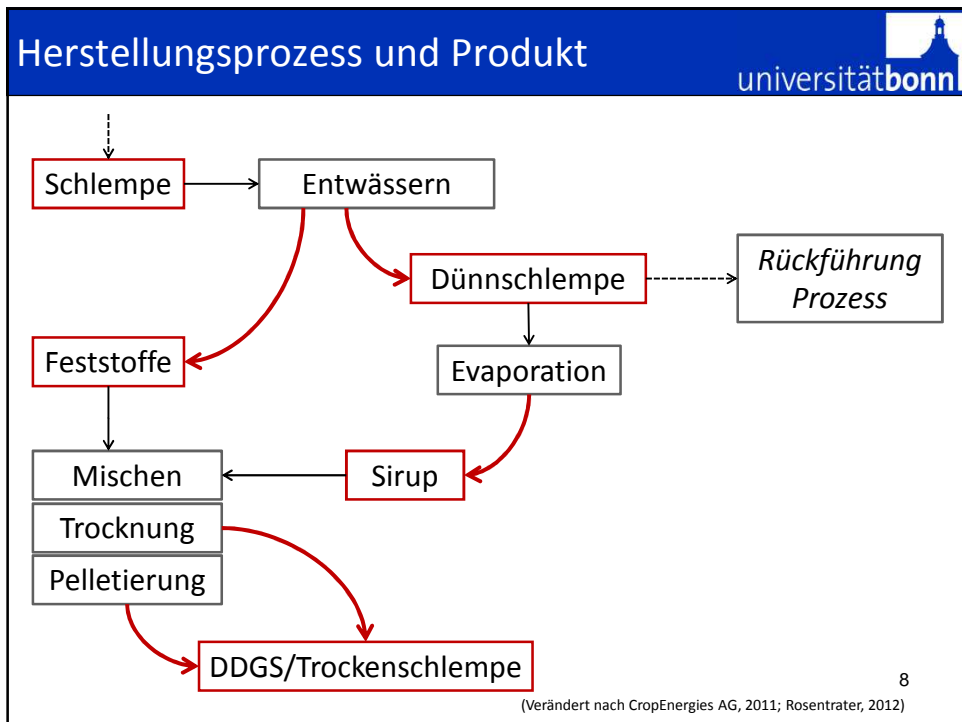 Herstellungsprozess und Produkt
universitätbonn
Schlempe
Entwässern
Dünnschlempe
Rückführung
Prozess
Feststoffe
Evaporation
Mischen
Sirup
Trocknung
Pelletierung
DDGS/Trockenschlempe
8
(Verändert nach CropEnergies AG, 2011; Rosentrater, 2012)